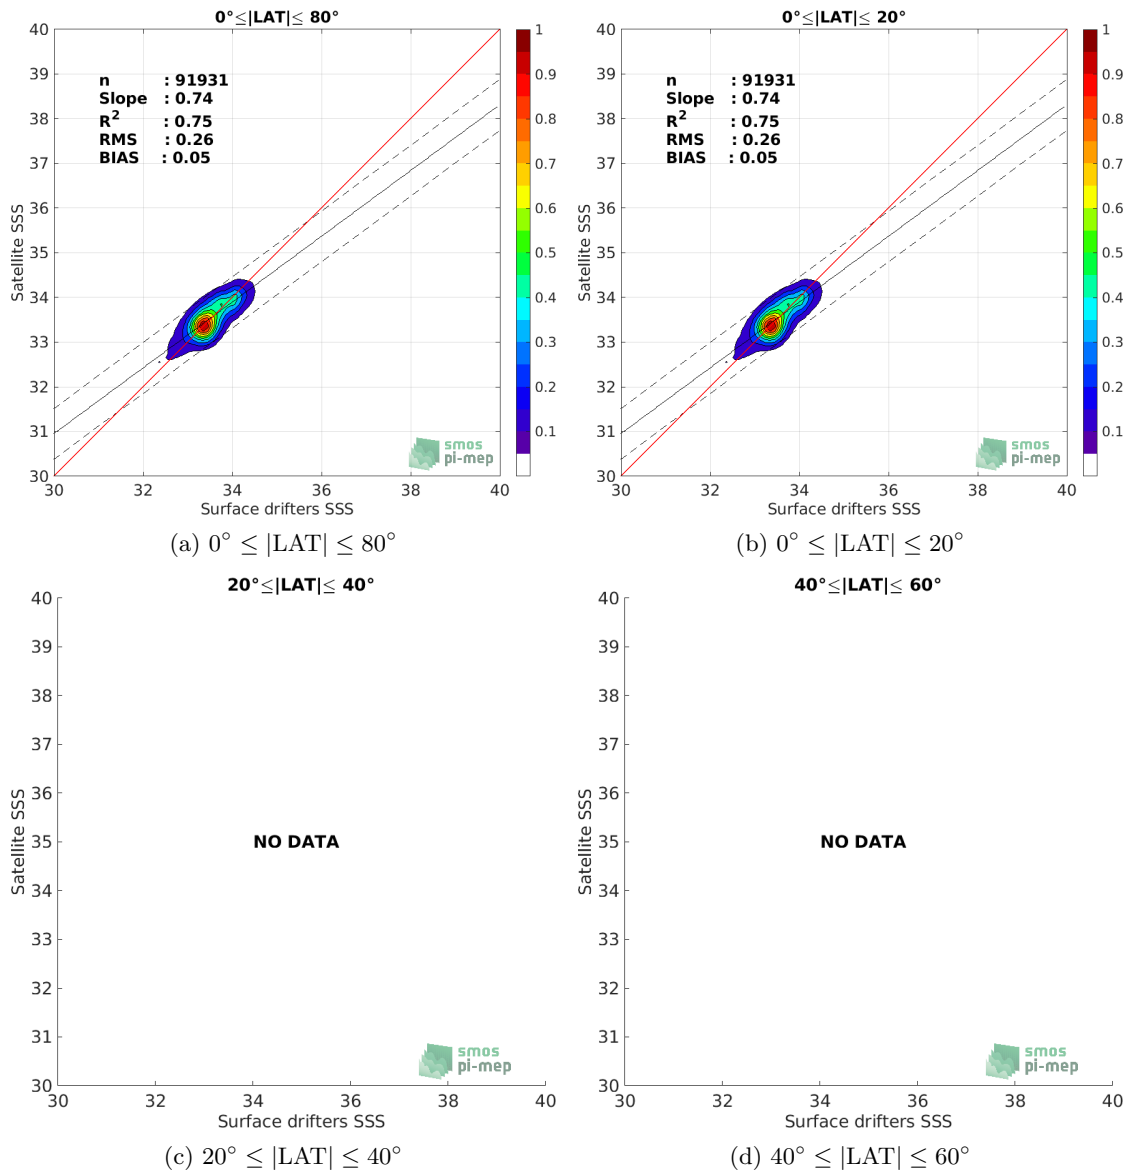 0°≤|LAT|≤ 80°
40
39
38
37
36
35
34
33
32
31
30
Satellite SSS
n : 91931
Slope : 0.74
R² : 0.75
RMS : 0.26
BIAS : 0.05
smos
pi-mep
30 32 34 36 38 40
Surface drifters SSS
1
0.9
0.8
0.7
0.6
0.5
0.4
0.3
0.2
0.1
(a) 0° ≤ |LAT| ≤ 80°
0°≤|LAT|≤ 20°
40
39
38
37
36
35
34
33
32
31
30
Satellite SSS
n : 91931
Slope : 0.74
R² : 0.75
RMS : 0.26
BIAS : 0.05
smos
pi-mep
30 32 34 36 38 40
Surface drifters SSS
1
0.9
0.8
0.7
0.6
0.5
0.4
0.3
0.2
0.1
(b) 0° ≤ |LAT| ≤ 20°
20°≤|LAT|≤ 40°
40
39
38
37
36
35
34
33
32
31
30
Satellite SSS
NO DATA
smos
pi-mep
30 32 34 36 38 40
Surface drifters SSS
(c) 20° ≤ |LAT| ≤ 40°
40°≤|LAT|≤ 60°
40
39
38
37
36
35
34
33
32
31
30
Satellite SSS
NO DATA
smos
pi-mep
30 32 34 36 38 40
Surface drifters SSS
(d) 40° ≤ |LAT| ≤ 60°